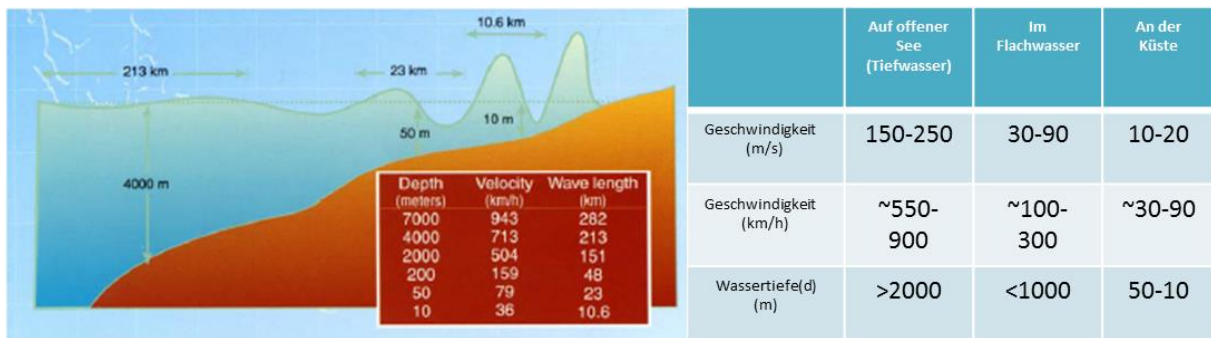 10.6 km
213 km
23 km
50 m
10 m
4000 m
Depth Velocity Wave length
(meters) (km/h) (km)
7000 943 282
4000 713 213
2000 504 151
200 159 48
50 79 23
10 36 10.6
Auf offener Im An der
See Flachwasser Küste
(Tiefwasser)
Geschwindigkeit 150-250 30-90 10-20
(m/s)
Geschwindigkeit ~550- ~100- ~30-90
(km/h) 900 300
Wassertiefe(d) >2000 <1000 50-10
(m)